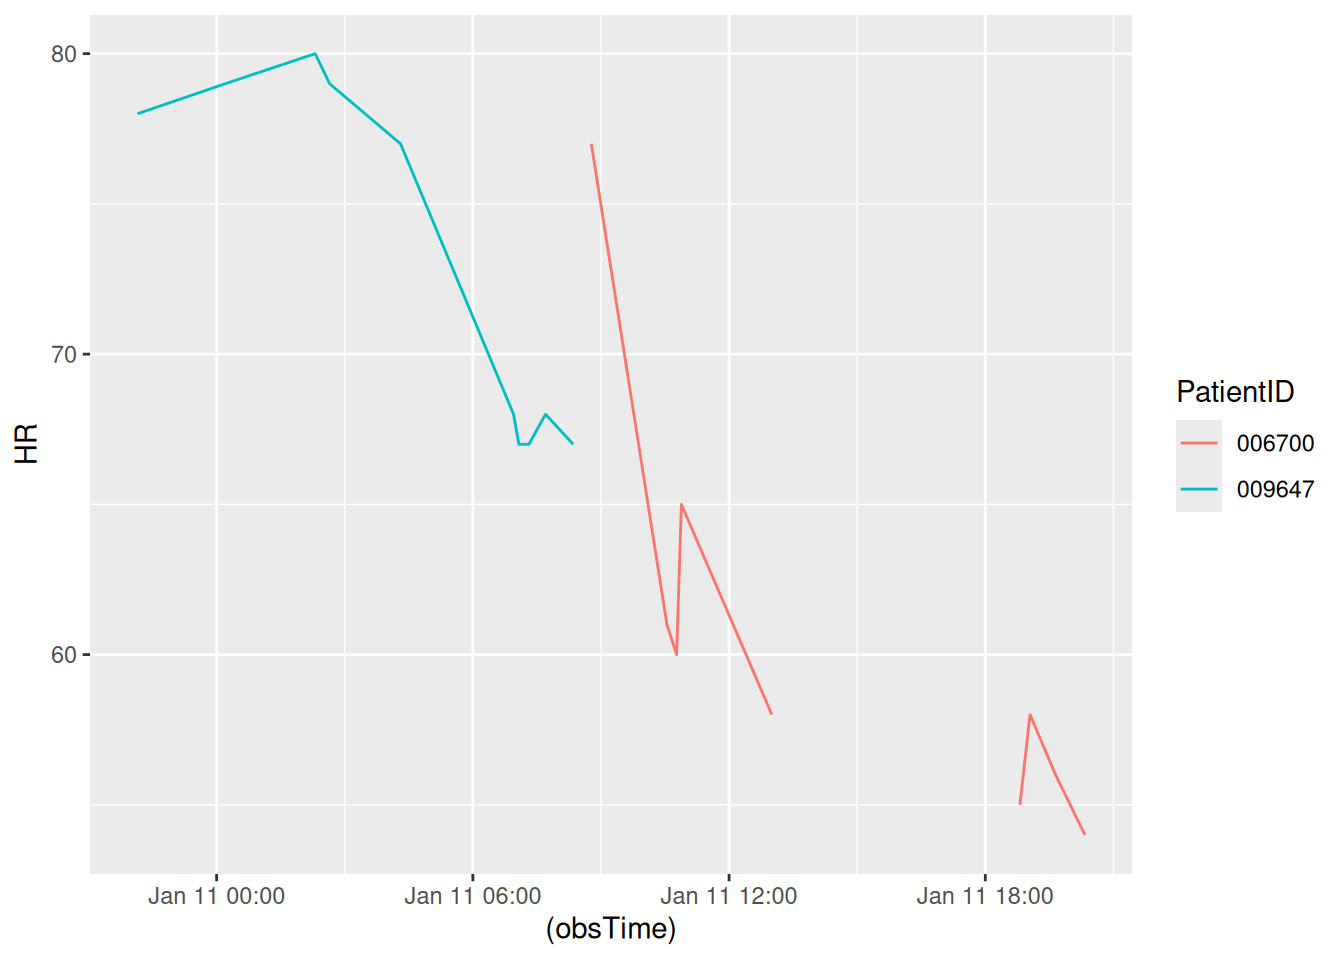 80
70
60
HR
Jan 11 00:00
Jan 11 06:00
Jan 11 12:00
Jan 11 18:00
(obsTime)
PatientID
006700
009647